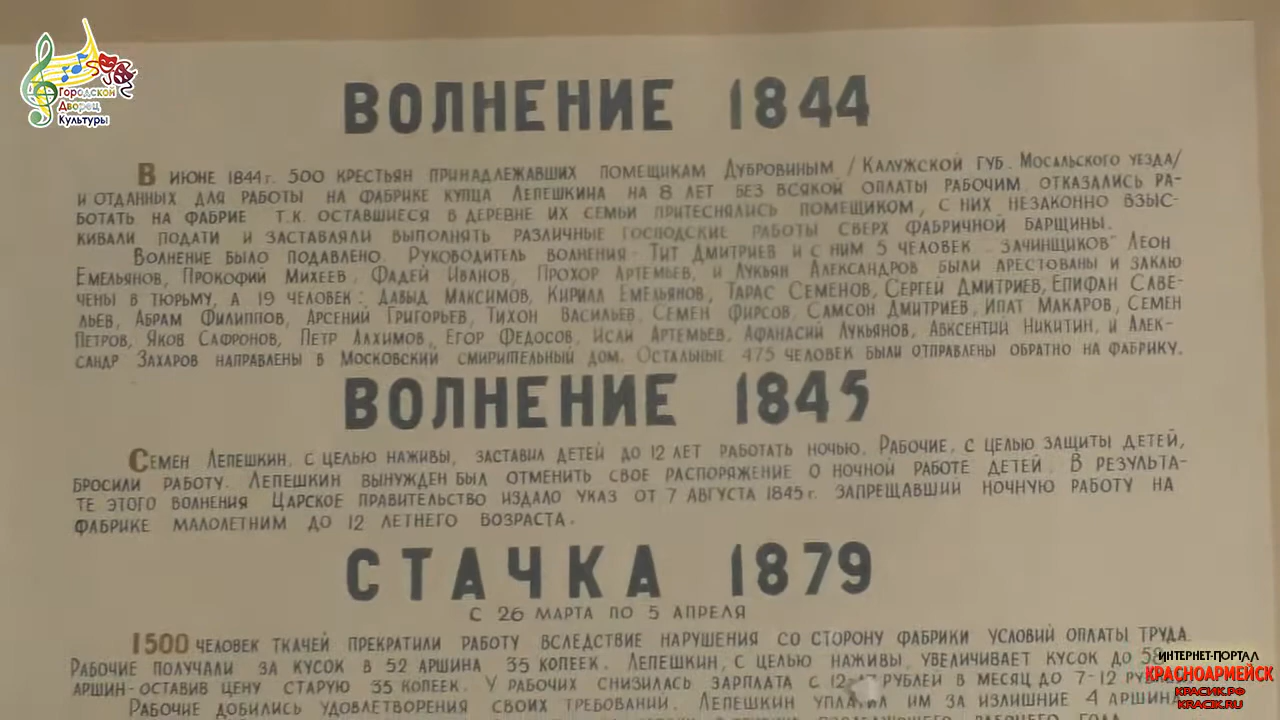 Городской
Дворец
Культуры
ВОЛНЕНИЕ 1844
В ИЮНЕ 1844 г. 500 КРЕСТЬЯН ПРИНАДЛЕЖАВШИХ ПОМЕЩИКАМ ДУБРОВИНЫМ /КАЛУЖСКОЙ ГУБ. МОСАЛЬСКОГО УЕЗДА/
И ОТДАННЫХ ДЛЯ РАБОТЫ НА ФАБРИКЕ КУПЦА ЛЕПЕШКИНА НА 8 ЛЕТ БЕЗ ВСЯКОЙ ОПЛАТЫ РАБОЧИМ, ОТКАЗАЛИСЬ РА-
БОТАТЬ НА ФАБРИЕ Т.К. ОСТАВШИЕСЯ В ДЕРЕВНЕ ИХ СЕМЬИ ПРИТЕСНЯЛИСЬ ПОМЕЩИКОМ, С НИХ НЕЗАКОННО ВЗЫС-
КИВАЛИ ПОДАТИ И ЗАСТАВЛЯЛИ ВЫПОЛНЯТЬ РАЗЛИЧНЫЕ ГОСПОДСКИЕ РАБОТЫ СВЕРХ ФАБРИЧНОЙ БАРЩИНЫ.
ВОЛНЕНИЕ БЫЛО ПОДАВЛЕНО. РУКОВОДИТЕЛЬ ВОЛНЕНИЯ - ТИТ ДМИТРИЕВ И С НИМ 5 ЧЕЛОВЕК „ЗАЧИНЩИКОВ" ЛЕОН
ЕМЕЛЬЯНОВ, ПРОКОФИЙ МИХЕЕВ, ФАДЕЙ ИВАНОВ, ПРОХОР АРТЕМЬЕВ, И ЛУКЬЯН АЛЕКСАНДРОВ БЫЛИ АРЕСТОВАНЫ И ЗАКЛЮ
ЧЕНЫ В ТЮРЬМУ, А 19 ЧЕЛОВЕК: ДАВЫД МАКСИМОВ, КИРИЛЛ ЕМЕЛЬЯНОВ, ТАРАС СЕМЕНОВ, СЕРГЕЙ ДМИТРИЕВ, ЕПИФАН САВЕ-
ЛЬЕВ, АБРАМ ФИЛИППОВ, АРСЕНИЙ ГРИГОРЬЕВ, ТИХОН ВАСИЛЬЕВ, СЕМЕН ФИРСОВ, САМСОН ДМИТРИЕВ, ИПАТ МАКАРОВ, СЕМЕН
ПЕТРОВ, ЯКОВ САФРОНОВ, ПЕТР АЛХИМОВ, ЕГОР ФЕДОСОВ, ИСАЙ АРТЕМЬЕВ, АФАНАСИЙ ЛУКЬЯНОВ, АВКСЕНТИЙ НИКИТИН, И АЛЕК-
САНДР ЗАХАРОВ НАПРАВЛЕНЫ В МОСКОВСКИЙ СМИРИТЕЛЬНЫЙ ДОМ. ОСТАЛЬНЫЕ 475 ЧЕЛОВЕК БЫЛИ ОТПРАВЛЕНЫ ОБРАТНО НА ФАБРИКУ.
ВОЛНЕНИЕ 1845
СЕМЕН ЛЕПЕШКИН, С ЦЕЛЬЮ НАЖИВЫ, ЗАСТАВИЛ ДЕТЕЙ ДО 12 ЛЕТ РАБОТАТЬ НОЧЬЮ. РАБОЧИЕ, С ЦЕЛЬЮ ЗАЩИТЫ ДЕТЕЙ,
БРОСИЛИ РАБОТУ. ЛЕПЕШКИН ВЫНУЖДЕН БЫЛ ОТМЕНИТЬ СВОЕ РАСПОРЯЖЕНИЕ О НОЧНОЙ РАБОТЕ ДЕТЕЙ. В РЕЗУЛЬТА-
ТЕ ЭТОГО ВОЛНЕНИЯ ЦАРСКОЕ ПРАВИТЕЛЬСТВО ИЗДАЛО УКАЗ ОТ 7 АВГУСТА 1845 г. ЗАПРЕЩАВШИЙ НОЧНУЮ РАБОТУ НА
ФАБРИКЕ МАЛОЛЕТНИМ ДО 12 ЛЕТНЕГО ВОЗРАСТА.
СТАЧКА 1879
С 26 МАРТА ПО 5 АПРЕЛЯ
1500 ЧЕЛОВЕК ТКАЧЕЙ ПРЕКРАТИЛИ РАБОТУ ВСЛЕДСТВИЕ НАРУШЕНИЯ СО СТОРОНУ ФАБРИКИ УСЛОВИЙ ОПЛАТЫ ТРУДА.
РАБОЧИЕ ПОЛУЧАЛИ ЗА КУСОК В 52 АРШИНА 35 КОПЕЕК. ЛЕПЕШКИН, С ЦЕЛЬЮ НАЖИВЫ, УВЕЛИЧИВАЕТ КУСОК ДО
АРШИН-ОСТАВИВ ЦЕНУ СТАРУЮ 35 КОПЕЕК. У РАБОЧИХ СНИЗИЛАСЬ ЗАРПЛАТА С РУБЛЕЙ В МЕСЯЦ ДО 7-12
РАБОЧИЕ ДОБИЛИСЬ УДОВЛЕТВОРЕНИЯ СВОИХ ТРЕБОВАНИЙ. ЛЕПЕШКИН УПЛАТИЛ ИМ ЗА ИЗЛИШНИЕ 4 АРШИНА
ИНТЕРНЕТ-ПОРТАЛ
КРАСНОАРМЕЙСК
КРАСИК.РФ
KRACIK.RU